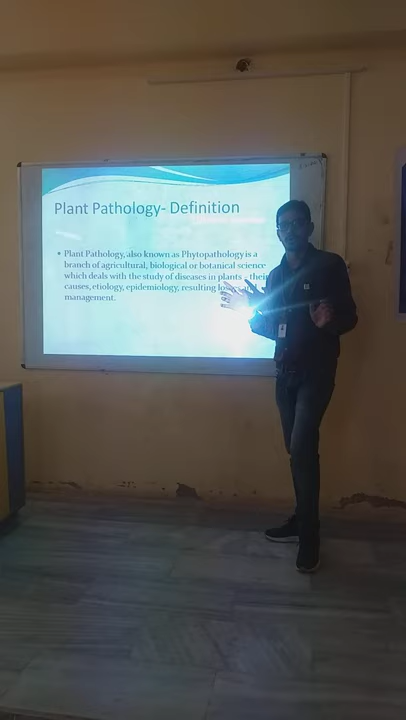 Plant Pathology- Definition
• Plant Pathology, also known as Phytopathology is a
branch of agricultural, biological or botanical science
which deals with the study of diseases in plants - their
causes, etiology, epidemiology, resulting
management.